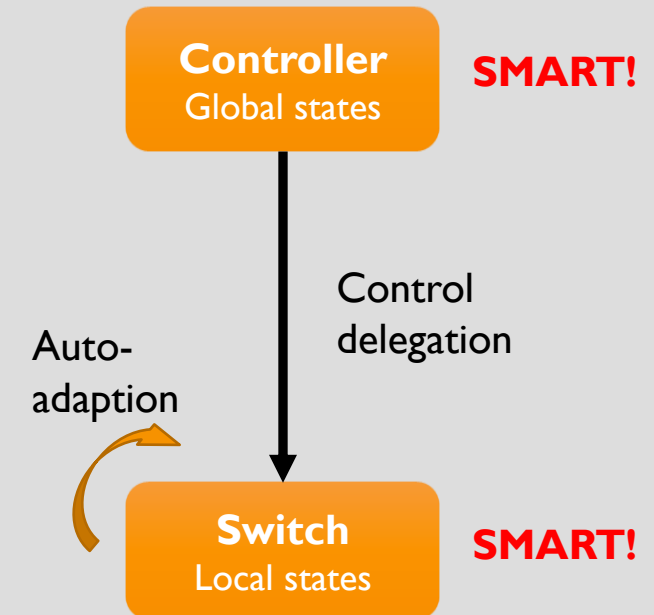 Controller
Global states
SMART!
Control
delegation
Auto-
adaption
Switch
Local states
SMART!